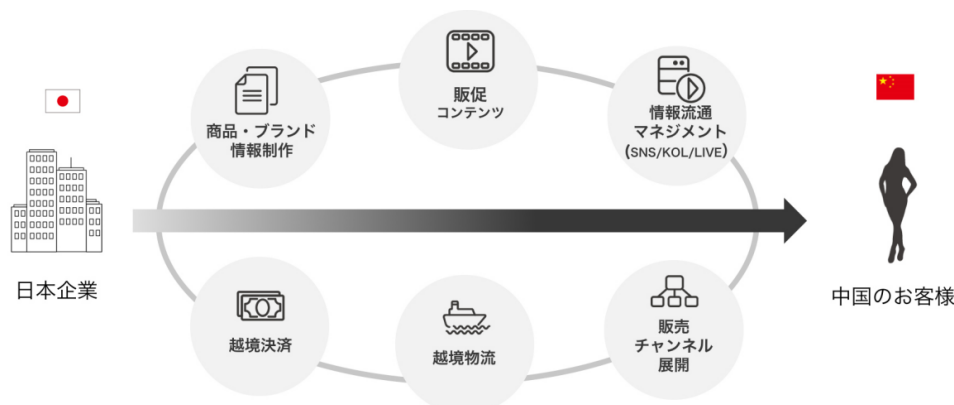 販促
コンテンツ
商品・ブランド
情報制作
情報流通
マネジメント
(SNS/KOL/LIVE)
日本企業
中国のお客様
越境決済
越境物流
販売
チャンネル
展開